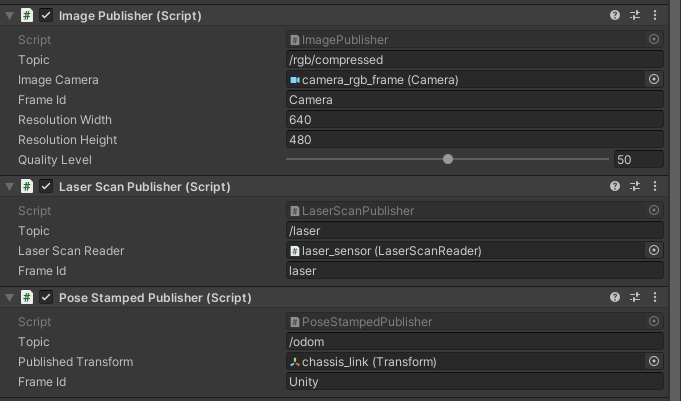 Image Publisher (Script)
Script ImagePublisher
Topic /rgb/compressed
Image Camera camera_rgb_frame (Camera)
Frame Id Camera
Resolution Width 640
Resolution Height 480
Quality Level 50
Laser Scan Publisher (Script)
Script LaserScanPublisher
Topic /laser
Laser Scan Reader laser_sensor (LaserScanReader)
Frame Id laser
Pose Stamped Publisher (Script)
Script PoseStampedPublisher
Topic /odom
Published Transform chassis_link (Transform)
Frame Id Unity